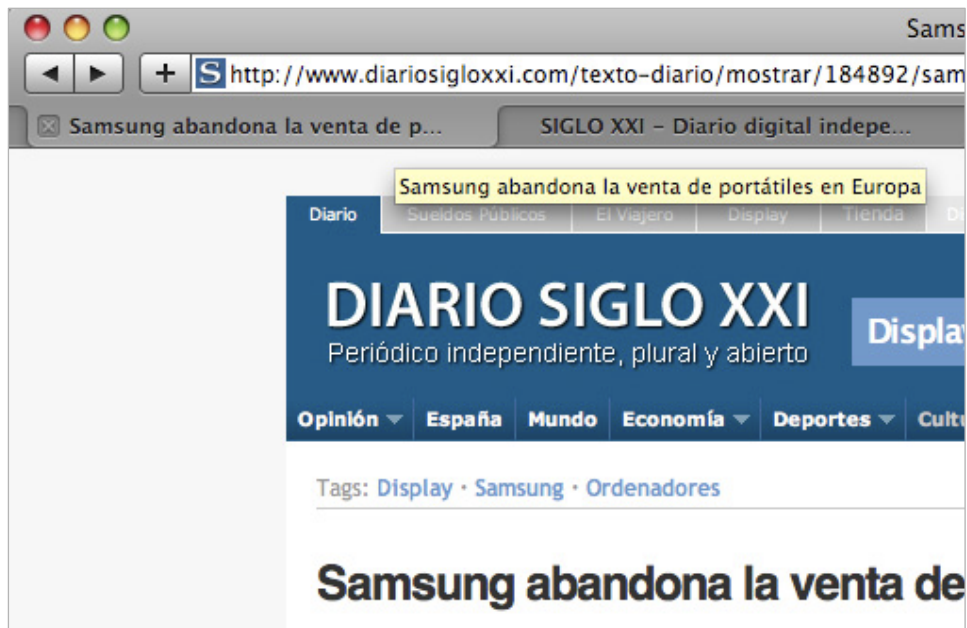 Sams
http://www.diariosigloxxi.com/texto-diario/mostrar/184892/sam
Samsung abandona la venta de p... SIGLO XXI – Diario digital indepe...
Samsung abandona la venta de portátiles en Europa
Diario Sueldos Públicos El Viajero Display Tienda Di
DIARIO SIGLO XXI
Periódico independiente, plural y abierto
Display
Opinión España Mundo Economía Deportes Cultu
Tags: Display · Samsung · Ordenadores
Samsung abandona la venta de